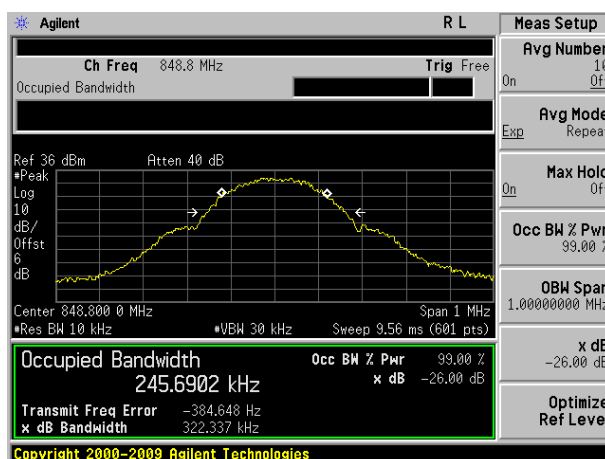 Agilent R L
Meas Setup
Ch Freq 848.8 MHz Trig Free
Occupied Bandwidth
Avg Number
10
On Off
Avg Mode
Exp Repeat
Ref 36 dBm Atten 40 dB
#Peak
Log
10
dB/
Offst
6
dB
Max Hold
On Off
Occ BW % Pwr
99.00 %
OBW Span
1.00000000 MHz
Center 848.800 0 MHz Span 1 MHz
#Res BW 10 kHz #VBW 30 kHz Sweep 9.56 ms (601 pts)
Occupied Bandwidth Occ BW % Pwr 99.00 %
245.6902 kHz x dB -26.00 dB
Transmit Freq Error -384.648 Hz
x dB Bandwidth 322.337 kHz
x dB
-26.00 dB
Optimize
Ref Level
Copyright 2000-2009 Agilent Technologies